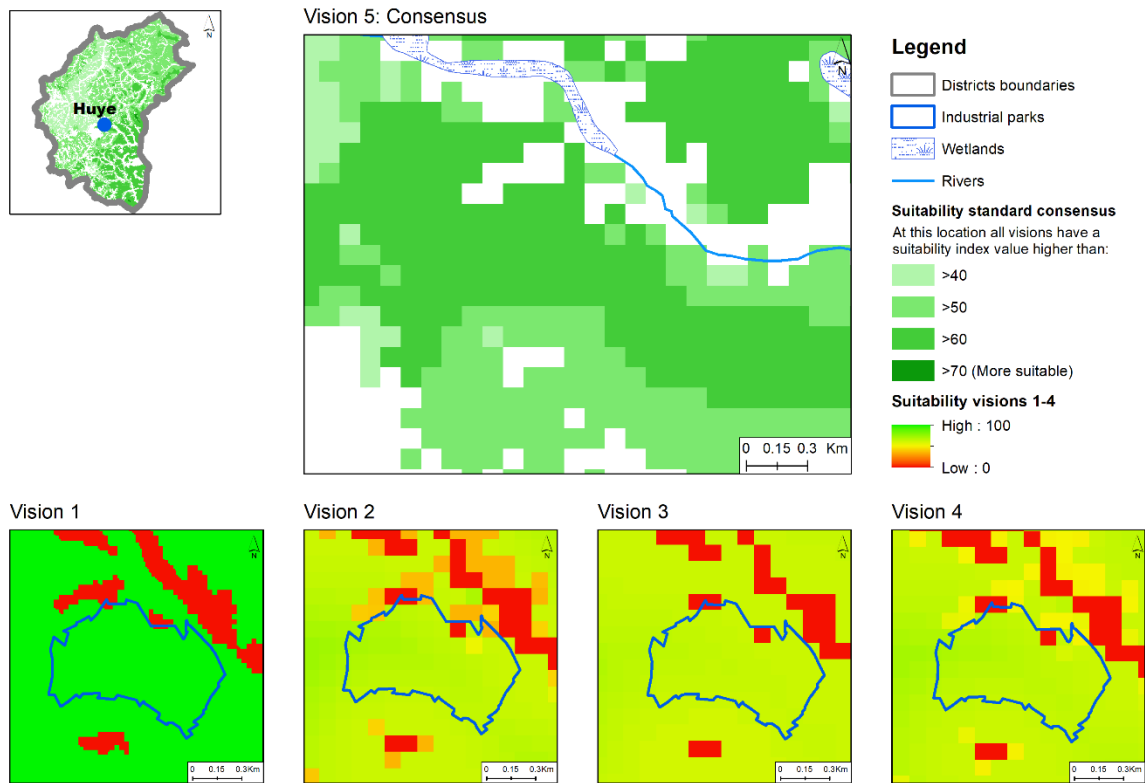 N
Huye
Vision 5: Consensus
N
0 0.15 0.3 Km
Legend
Districts boundaries
Industrial parks
Wetlands
Rivers
Suitability standard consensus
At this location all visions have a
suitability index value higher than:
>40
>50
>60
>70 (More suitable)
Suitability visions 1-4
High : 100
Low : 0
Vision 1
N
0 0.15 0.3Km
Vision 2
N
0 0.15 0.3Km
Vision 3
N
0 0.15 0.3Km
Vision 4
N
0 0.15 0.3Km